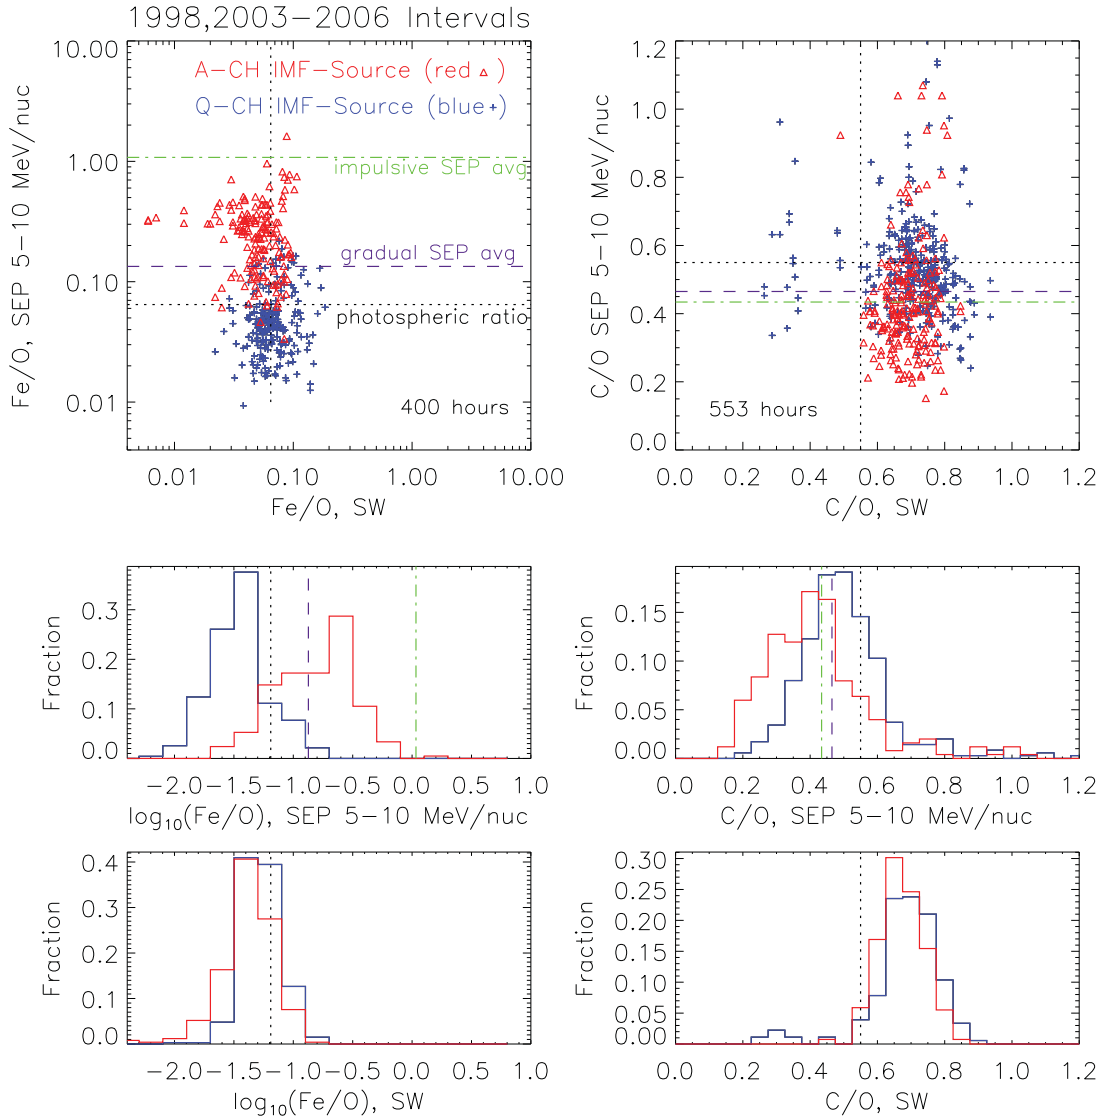 1998,2003-2006 Intervals
10.00
1.00
0.10
0.01
Fe/O, SEP 5-10 MeV/nuc
A-CH IMF-Source (red △)
Q-CH IMF-Source (blue+)
impulsive SEP avg
gradual SEP avg
photospheric ratio
400 hours
0.01 0.10 1.00 10.00
Fe/O, SW
1.2
1.0
0.8
0.6
0.4
0.2
0.0
C/O SEP 5-10 MeV/nuc
553 hours
0.0 0.2 0.4 0.6 0.8 1.0 1.2
C/O, SW
0.3
0.2
0.1
0.0
Fraction
-2.0 -1.5 -1.0 -0.5 0.0 0.5 1.0
log₁₀(Fe/O), SEP 5-10 MeV/nuc
0.15
0.10
0.05
0.00
Fraction
0.0 0.2 0.4 0.6 0.8 1.0 1.2
C/O, SEP 5-10 MeV/nuc
0.4
0.3
0.2
0.1
0.0
Fraction
-2.0 -1.5 -1.0 -0.5 0.0 0.5 1.0
log₁₀(Fe/O), SW
0.30
0.25
0.20
0.15
0.10
0.05
0.00
Fraction
0.0 0.2 0.4 0.6 0.8 1.0 1.2
C/O, SW